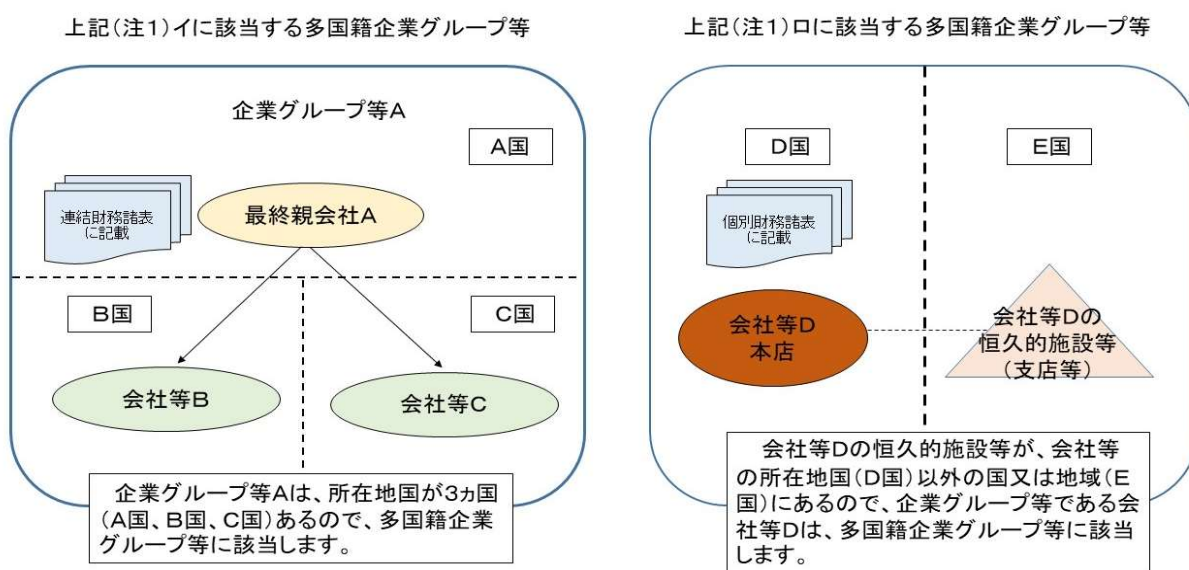 上記（注１）イに該当する多国籍企業グループ等
企業グループ等Ａ
Ａ国
連結財務諸表
に記載
最終親会社Ａ
Ｂ国
Ｃ国
会社等Ｂ
会社等Ｃ
企業グループ等Ａは、所在地国が３ヵ国
（Ａ国、Ｂ国、Ｃ国）あるので、多国籍企業
グループ等に該当します。
上記（注１）ロに該当する多国籍企業グループ等
Ｄ国
Ｅ国
個別財務諸表
に記載
会社等Ｄ
本店
会社等Ｄの
恒久的施設等
（支店等）
会社等Ｄの恒久的施設等が、会社等
の所在地国（Ｄ国）以外の国又は地域（Ｅ
国）にあるので、企業グループ等である会
社等Ｄは、多国籍企業グループ等に該当
します。